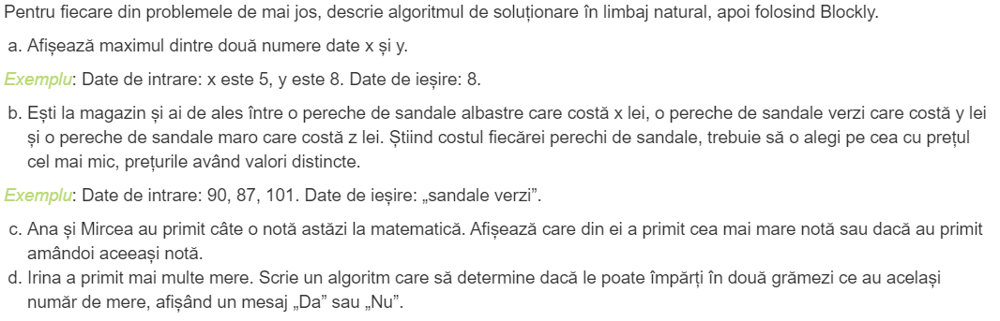 Pentru fiecare din problemele de mai jos, descrie algoritmul de soluționare în limbaj natural, apoi folosind Blockly.
a. Afișează maximul dintre două numere date x și y.
Exemplu: Date de intrare: x este 5, y este 8. Date de ieșire: 8.
b. Ești la magazin și ai de ales între o pereche de sandale albastre care costă x lei, o pereche de sandale verzi care costă y lei
și o pereche de sandale maro care costă z lei. Știind costul fiecărei perechi de sandale, trebuie să o alegi pe cea cu prețul
cel mai mic, prețurile având valori distincte.
Exemplu: Date de intrare: 90, 87, 101. Date de ieșire: „sandale verzi”.
c. Ana și Mircea au primit câte o notă astăzi la matematică. Afișează care din ei a primit cea mai mare notă sau dacă au primit
amândoi aceeași notă.
d. Irina a primit mai multe mere. Scrie un algoritm care să determine dacă le poate împărți în două grămezi ce au același
număr de mere, afișând un mesaj „Da” sau „Nu”.